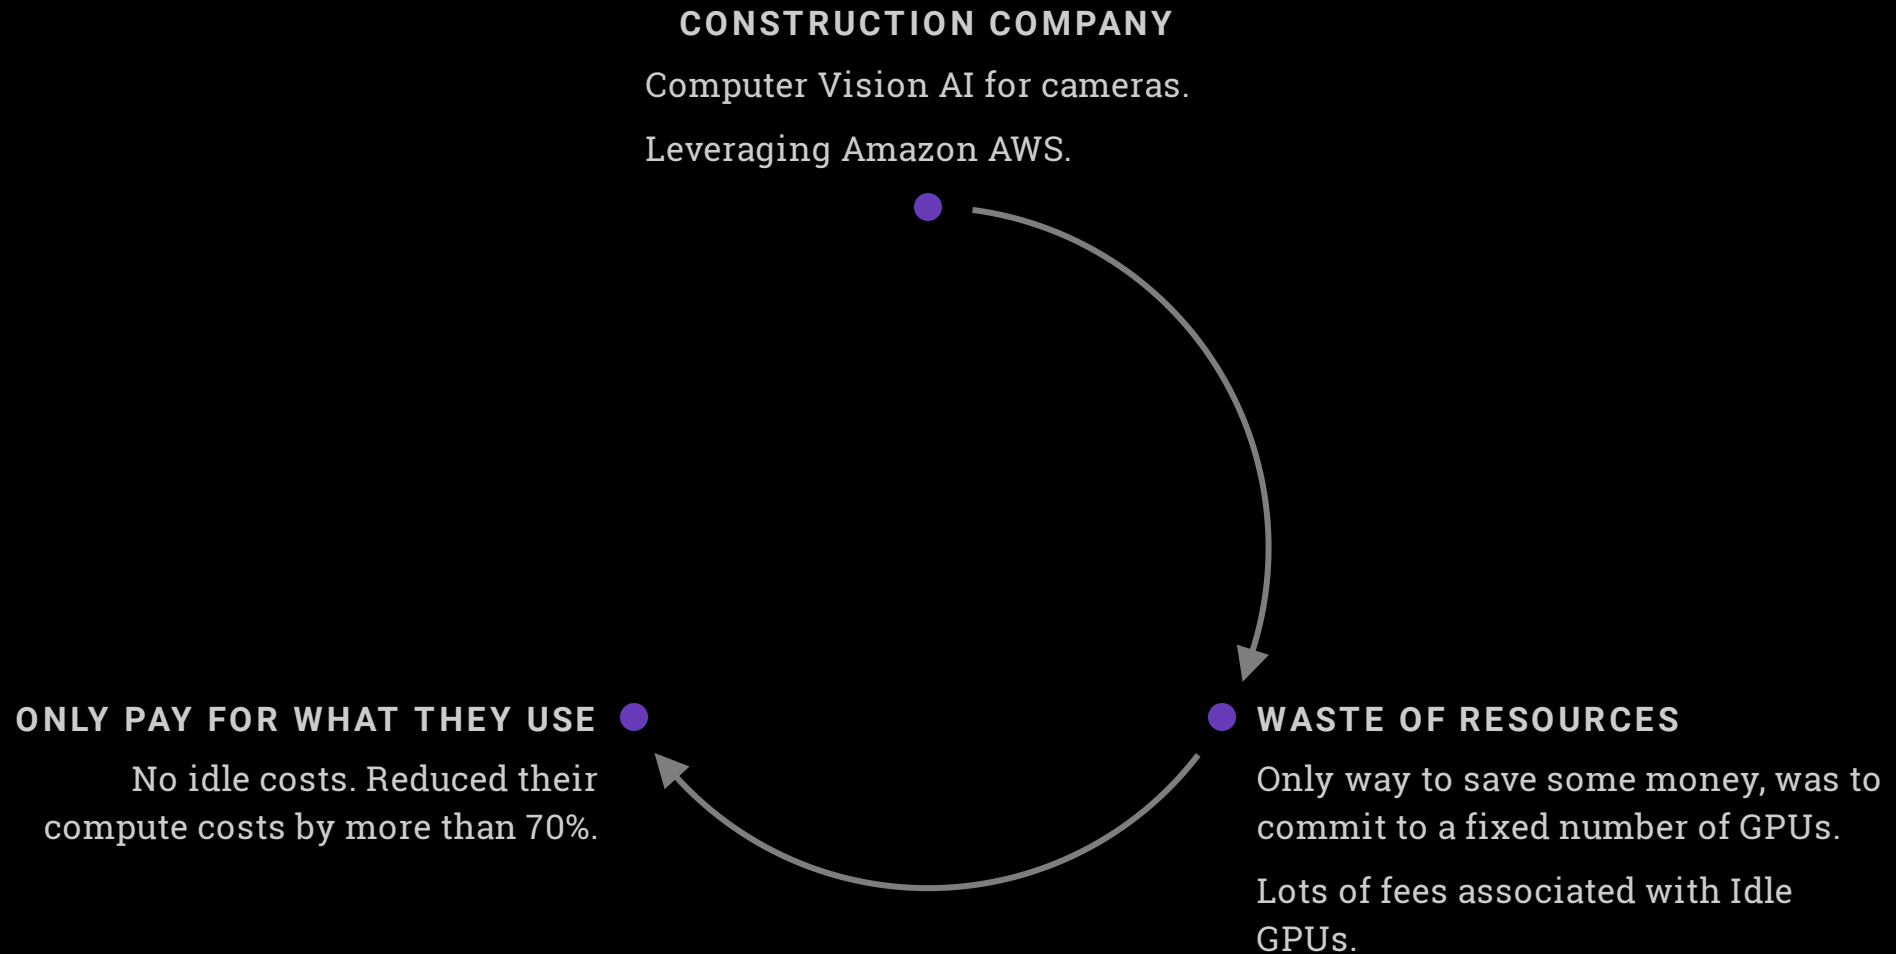 CONSTRUCTION COMPANY
Computer Vision AI for cameras.
Leveraging Amazon AWS.
WASTE OF RESOURCES
Only way to save some money, was to
commit to a fixed number of GPUs.
Lots of fees associated with Idle
GPUs.
ONLY PAY FOR WHAT THEY USE
No idle costs. Reduced their
compute costs by more than 70%.